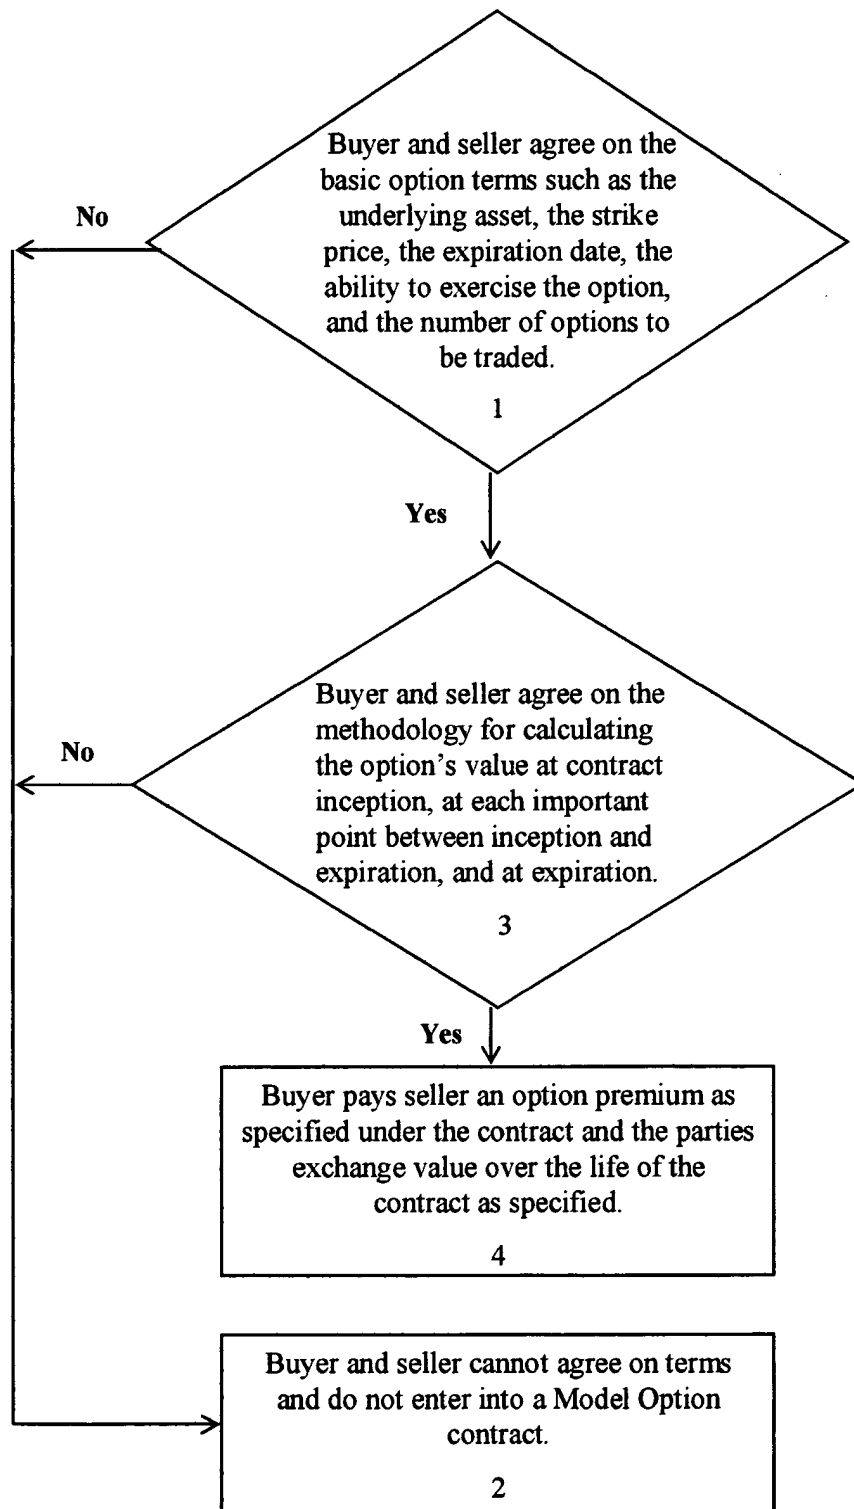 Buyer and seller agree on the
basic option terms such as the
underlying asset, the strike
price, the expiration date, the
ability to exercise the option,
and the number of options to
be traded.
1
No
Yes
Buyer and seller agree on the
methodology for calculating
the option's value at contract
inception, at each important
point between inception and
expiration, and at expiration.
3
No
Yes
Buyer pays seller an option premium as
specified under the contract and the parties
exchange value over the life of the
contract as specified.
4
Buyer and seller cannot agree on terms
and do not enter into a Model Option
contract.
2